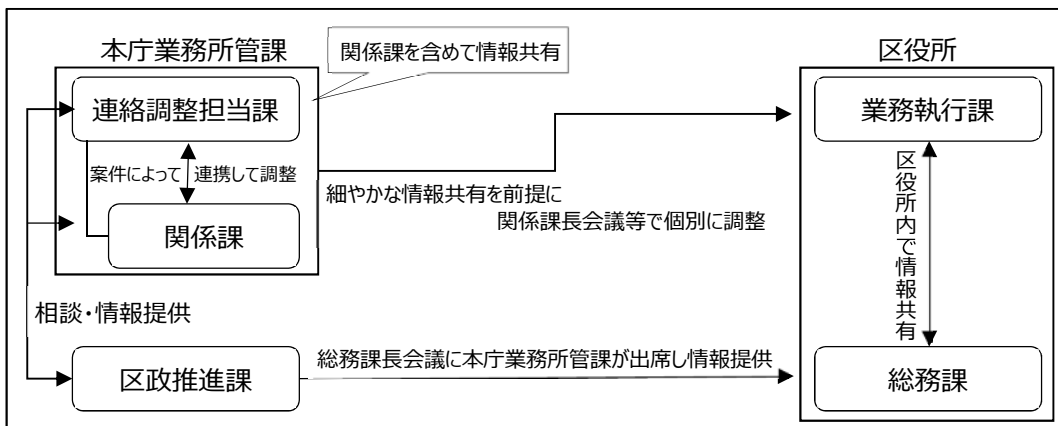 本庁業務所管課
関係課を含めて情報共有
区役所
連絡調整担当課
業務執行課
案件によって
連携して調整
細やかな情報共有を前提に
関係課長会議等で個別に調整
関係課
区役所内で情報共有
相談・情報提供
総務課長会議に本庁業務所管課が出席し情報提供
区政推進課
総務課